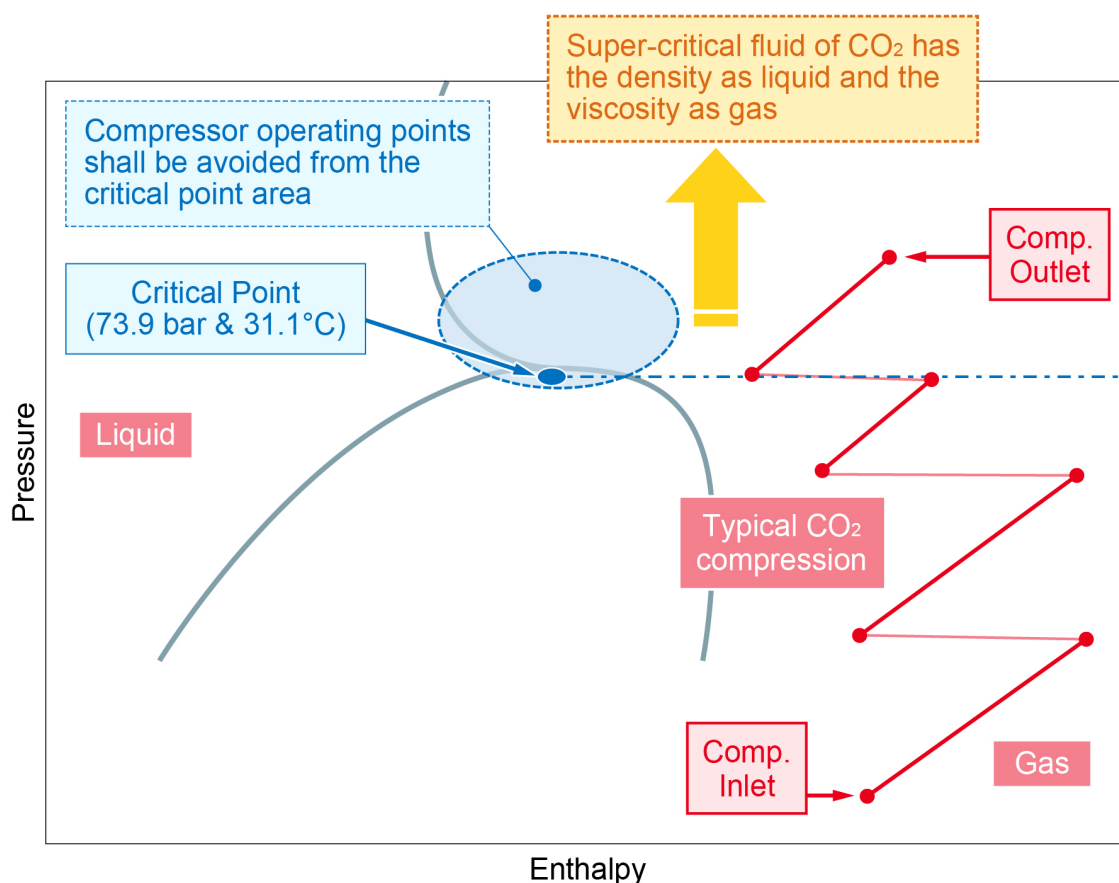 Super-critical fluid of CO₂ has
the density as liquid and the
viscosity as gas
Compressor operating points
shall be avoided from the
critical point area
Comp.
Outlet
Critical Point
(73.9 bar & 31.1°C)
Liquid
Pressure
Typical CO₂
compression
Comp.
Inlet
Gas
Enthalpy